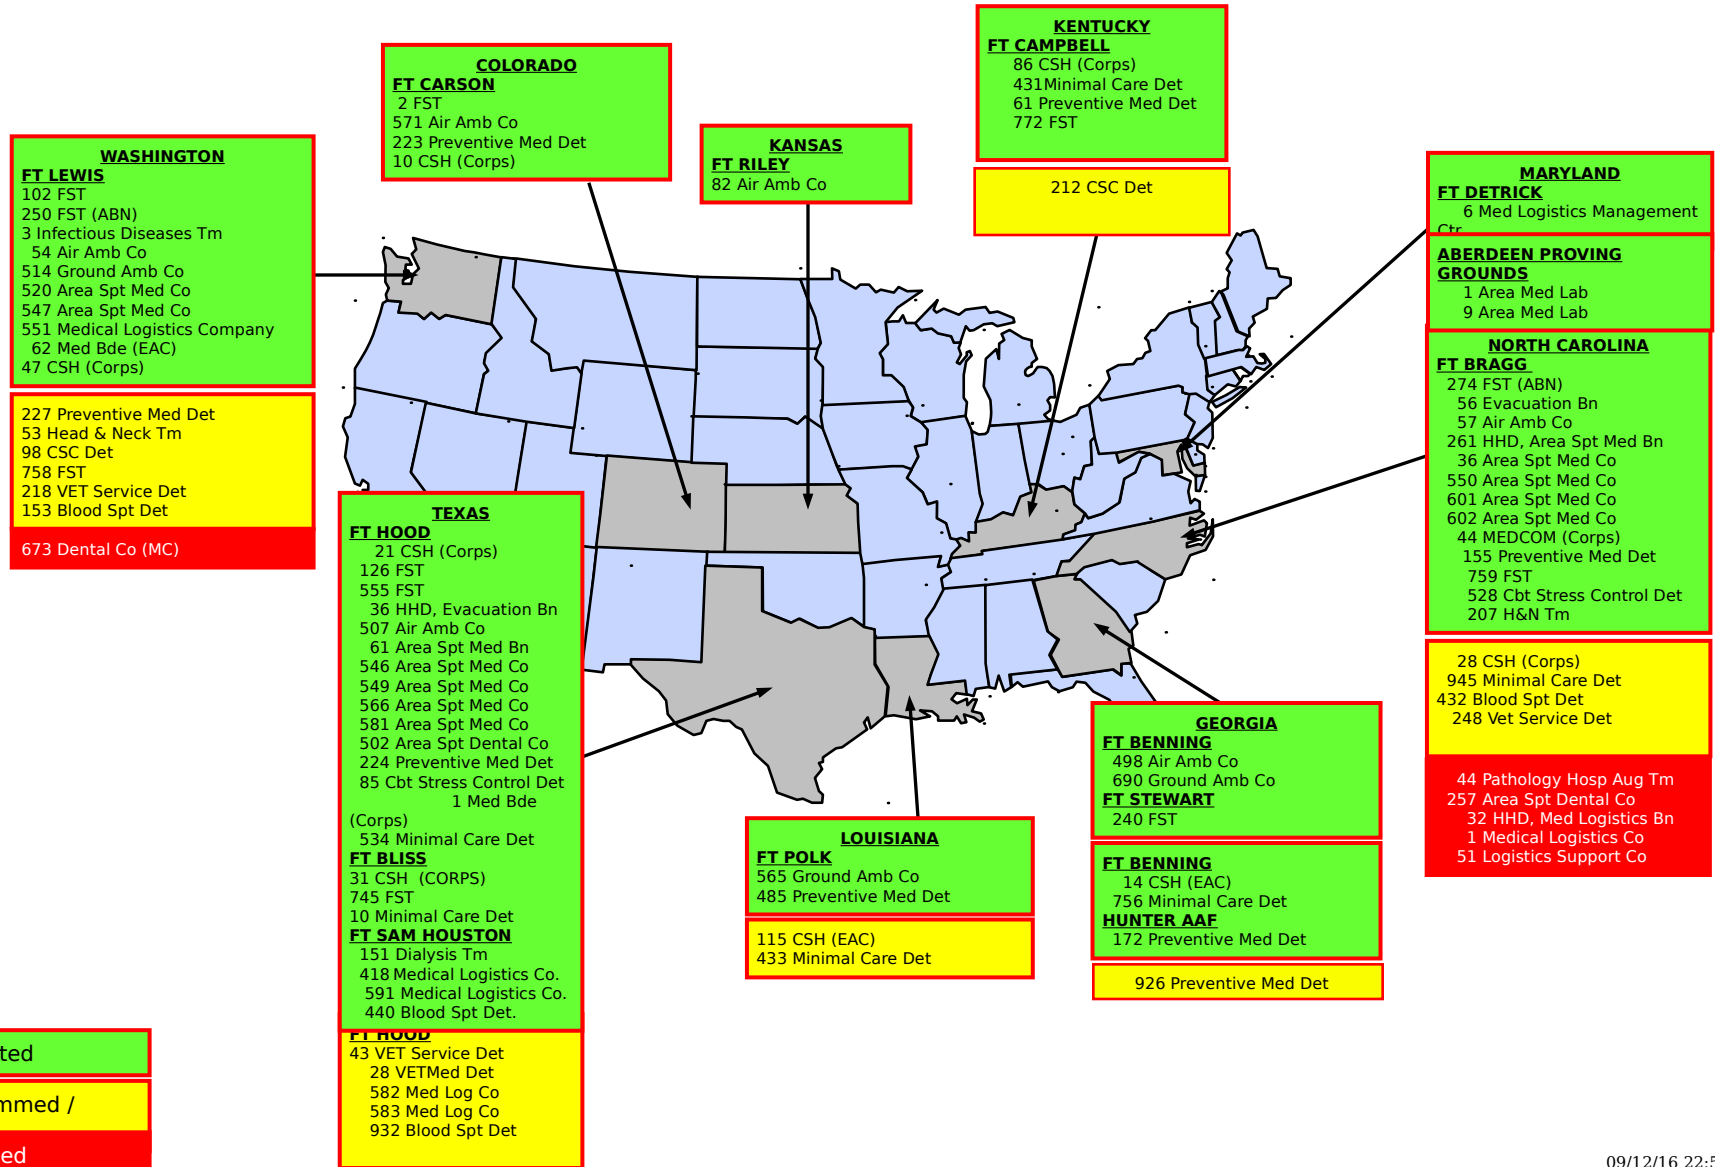 KENTUCKY
FT CAMPBELL
86 CSH (Corps)
431Minimal Care Det
61 Preventive Med Det
772 FST
212 CSC Det
COLORADO
FT CARSON
2 FST
571 Air Amb Co
223 Preventive Med Det
10 CSH (Corps)
KANSAS
FT RILEY
82 Air Amb Co
WASHINGTON
FT LEWIS
102 FST
250 FST (ABN)
3 Infectious Diseases Tm
54 Air Amb Co
514 Ground Amb Co
520 Area Spt Med Co
547 Area Spt Med Co
551 Medical Logistics Company
62 Med Bde (EAC)
47 CSH (Corps)
227 Preventive Med Det
53 Head & Neck Tm
98 CSC Det
758 FST
218 VET Service Det
153 Blood Spt Det
673 Dental Co (MC)
MARYLAND
FT DETRICK
6 Med Logistics Management
Ctr
ABERDEEN PROVING
GROUNDS
1 Area Med Lab
9 Area Med Lab
NORTH CAROLINA
FT BRAGG
274 FST (ABN)
56 Evacuation Bn
57 Air Amb Co
261 HHD, Area Spt Med Bn
36 Area Spt Med Co
550 Area Spt Med Co
601 Area Spt Med Co
602 Area Spt Med Co
44 MEDCOM (Corps)
155 Preventive Med Det
759 FST
528 Cbt Stress Control Det
207 H&N Tm
28 CSH (Corps)
945 Minimal Care Det
432 Blood Spt Det
248 Vet Service Det
44 Pathology Hosp Aug Tm
257 Area Spt Dental Co
32 HHD, Med Logistics Bn
1 Medical Logistics Co
51 Logistics Support Co
TEXAS
FT HOOD
21 CSH (Corps)
126 FST
555 FST
36 HHD, Evacuation Bn
507 Air Amb Co
61 Area Spt Med Bn
546 Area Spt Med Co
549 Area Spt Med Co
566 Area Spt Med Co
581 Area Spt Med Co
502 Area Spt Dental Co
224 Preventive Med Det
85 Cbt Stress Control Det
1 Med Bde
(Corps)
534 Minimal Care Det
FT BLISS
31 CSH (CORPS)
745 FST
10 Minimal Care Det
FT SAM HOUSTON
151 Dialysis Tm
418 Medical Logistics Co.
591 Medical Logistics Co.
440 Blood Spt Det.
FT HOOD
43 VET Service Det
28 VETMed Det
582 Med Log Co
583 Med Log Co
932 Blood Spt Det
LOUISIANA
FT POLK
565 Ground Amb Co
485 Preventive Med Det
115 CSH (EAC)
433 Minimal Care Det
GEORGIA
FT BENNING
498 Air Amb Co
690 Ground Amb Co
FT STEWART
240 FST
FT BENNING
14 CSH (EAC)
756 Minimal Care Det
HUNTER AAF
172 Preventive Med Det
926 Preventive Med Det
ted
mmed /
ed
09/12/16 22:5